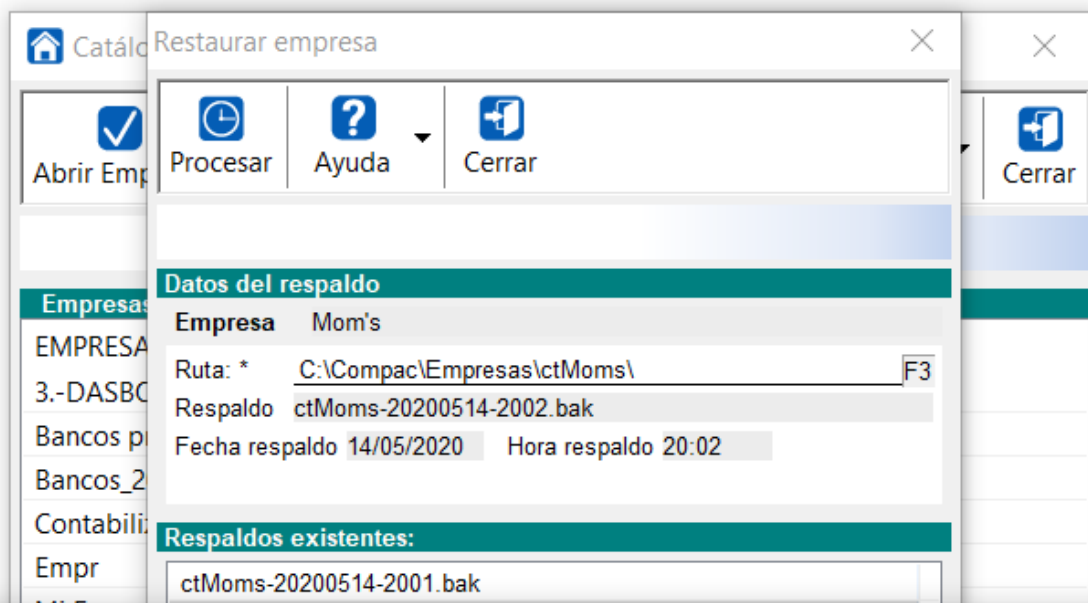 Catálo
Restaurar empresa
Abrir Emp
Procesar
Ayuda
Cerrar
Cerrar
Datos del respaldo
Empresas
Empresa Mom's
EMPRESA
Ruta: * C:\Compac\Empresas\ctMoms\ F3
3.-DASBO
Respaldo ctMoms-20200514-2002.bak
Bancos pr
Fecha respaldo 14/05/2020 Hora respaldo 20:02
Bancos_2
Contabiliz
Respaldos existentes:
Empr
ctMoms-20200514-2001.bak